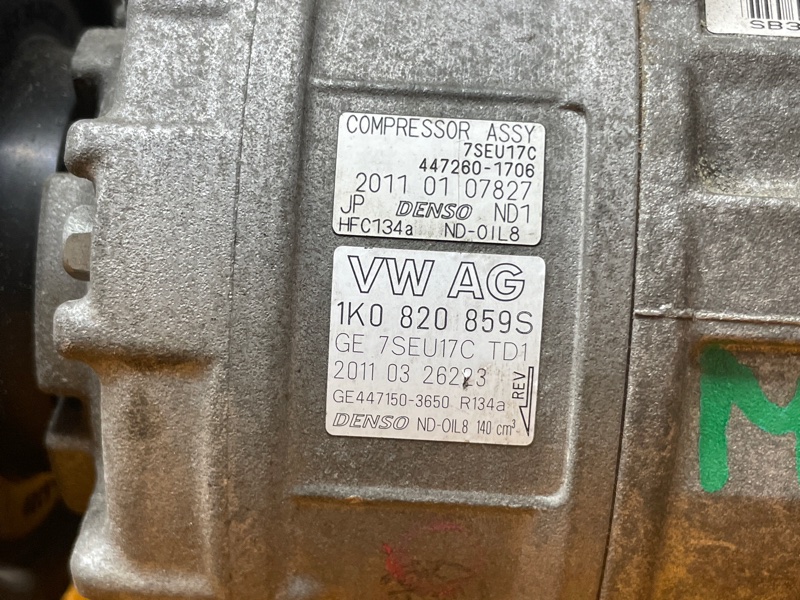 COMPRESSOR ASSY
7SEU17C
447260-1706
2011 01 07827
JP DENSO ND1
HFC134a ND-OIL8
VW AG
1K0 820 859S
GE 7SEU17C TD1
2011 03 26223
GE447150-3650 R134a
REV
DENSO ND-OIL8 140 cm³
SB3
M